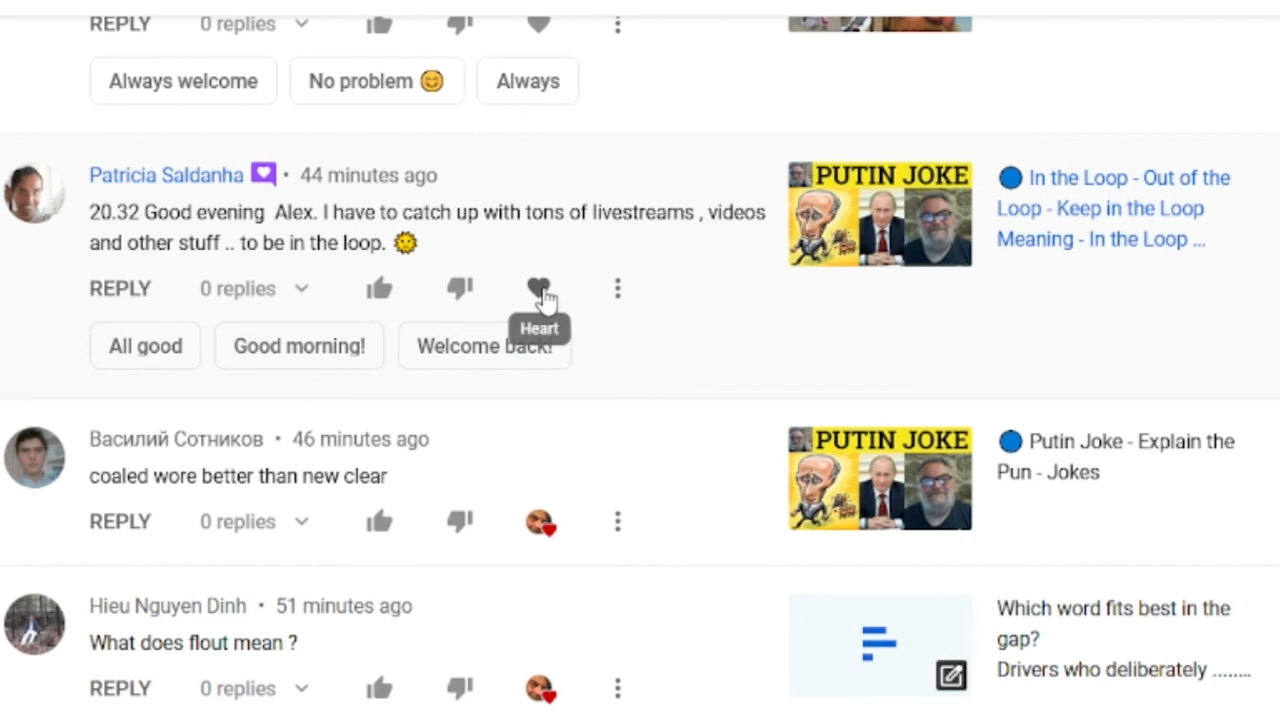 REPLY 0 replies
Always welcome No problem 😊 Always
Patricia Saldanha • 44 minutes ago
20.32 Good evening Alex. I have to catch up with tons of livestreams , videos
and other stuff .. to be in the loop. 🌞
REPLY 0 replies
Heart
All good Good morning! Welcome back!
PUTIN JOKE
In the Loop - Out of the
Loop - Keep in the Loop
Meaning - In the Loop ...
Василий Сотников • 46 minutes ago
coaled wore better than new clear
REPLY 0 replies
PUTIN JOKE
Putin Joke - Explain the
Pun - Jokes
Hieu Nguyen Dinh • 51 minutes ago
What does flout mean ?
REPLY 0 replies
Which word fits best in the
gap?
Drivers who deliberately ........